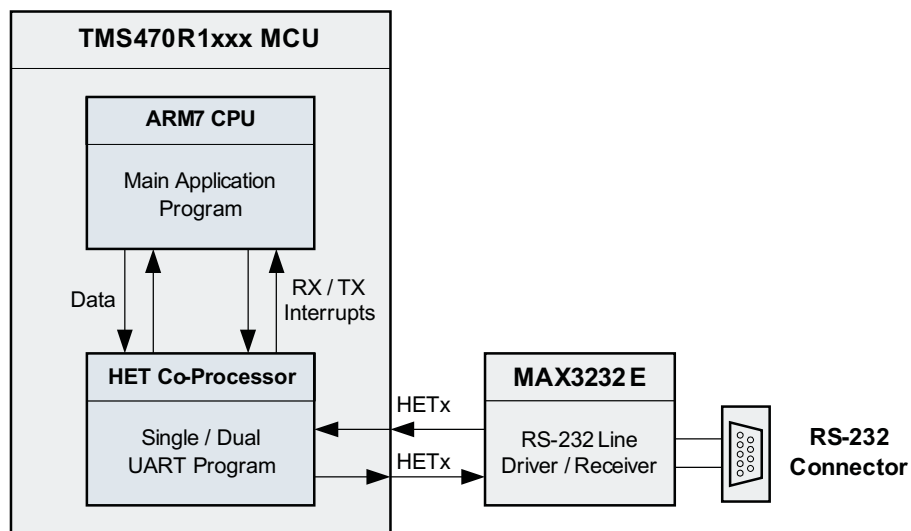 TMS470R1xxx MCU
ARM7 CPU
Main Application
Program
Data
RX / TX
Interrupts
HET Co-Processor
Single / Dual
UART Program
HETx
HETx
MAX3232E
RS-232 Line
Driver / Receiver
RS-232
Connector